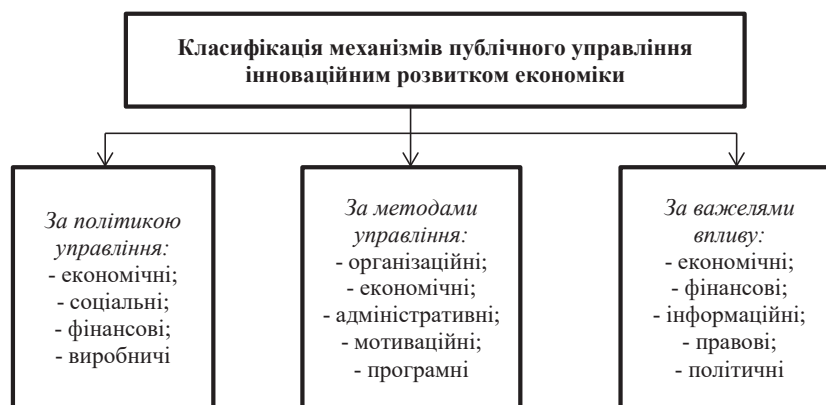 Класифікація механізмів публічного управління
інноваційним розвитком економіки
За політикою
управління:
- економічні;
- соціальні;
- фінансові;
- виробничі
За методами
управління:
- організаційні;
- економічні;
- адміністративні;
- мотиваційні;
- програмні
За важелями
впливу:
- економічні;
- фінансові;
- інформаційні;
- правові;
- політичні